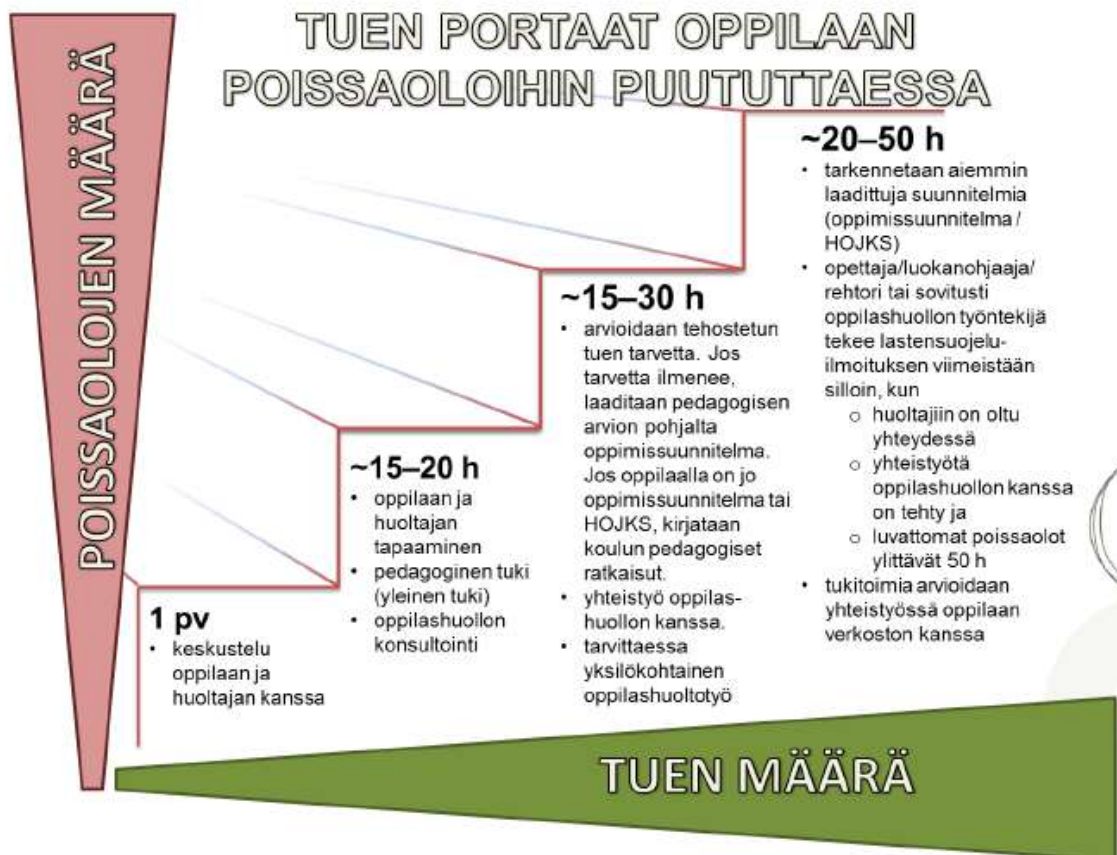 TUEN PORTAAT OPPILAAN
POISSAOLOIHIN PUUTUTTAESSA
POISSAOLOJEN MÄÄRÄ
1 pv
• keskustelu
oppilaan ja
huoltajan kanssa
~15–20 h
• oppilaan ja
huoltajan
tapaaminen
• pedagoginen tuki
(yleinen tuki)
• oppilashuollon
konsultointi
~15–30 h
• arvioidaan tehostetun
tuen tarvetta. Jos
tarvetta ilmenee,
laaditaan pedagogisen
arvion pohjalta
oppimissuunnitelma.
Jos oppilaalla on jo
oppimissuunnitelma tai
HOJKS, kirjataan
koulun pedagogiset
ratkaisut.
• yhteistyö oppilas-
huollon kanssa.
• tarvittaessa
yksilökohtainen
oppilashuoltotyö
~20–50 h
• tarkennetaan aiemmin
laadittuja suunnitelmia
(oppimissuunnitelma /
HOJKS)
• opettaja/luokanohjaaja/
rehtori tai sovitusti
oppilashuollon työntekijä
tekee lastensuojelu-
ilmoituksen viimeistään
silloin, kun
o huoltajiin on oltu
yhteydessä
o yhteistyötä
oppilashuollon kanssa
on tehty ja
o luvattomat poissaolot
ylittävät 50 h
• tukitoimia arvioidaan
yhteistyössä oppilaan
verkoston kanssa
TUEN MÄÄRÄ